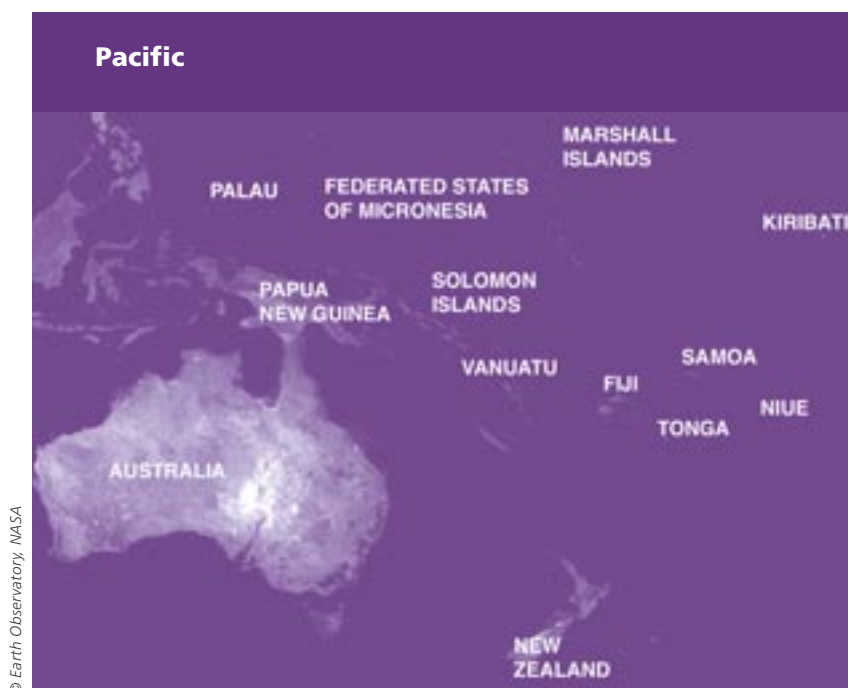 Pacific
MARSHALL
ISLANDS
PALAU
FEDERATED STATES
OF MICRONESIA
KIRIBATI
PAPUA
NEW GUINEA
SOLOMON
ISLANDS
VANUATU
SAMOA
FIJI
NIUE
TONGA
AUSTRALIA
NEW
ZEALAND
© Earth Observatory, NASA